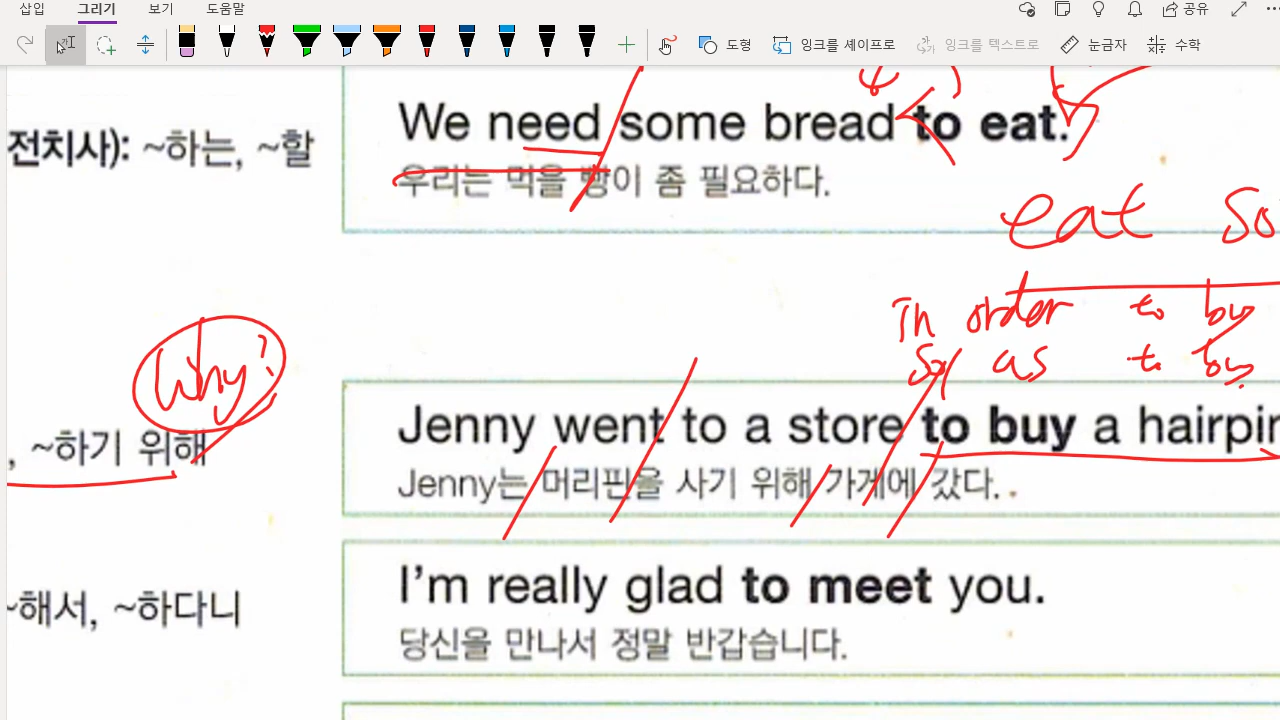 삽입 그리기 보기 도움말 공유
도형 잉크를 셰이프로 잉크를 텍스트로 눈금자 수학
We need some bread to eat.
전치사): ~하는, ~할
우리는 먹을 빵이 좀 필요하다.
eat so
In order to buy
so as to buy
Why?
Jenny went to a store to buy a hairpin
, ~하기 위해
Jenny는 머리핀을 사기 위해 가게에 갔다.
I'm really glad to meet you.
~해서, ~하다니
당신을 만나서 정말 반갑습니다.